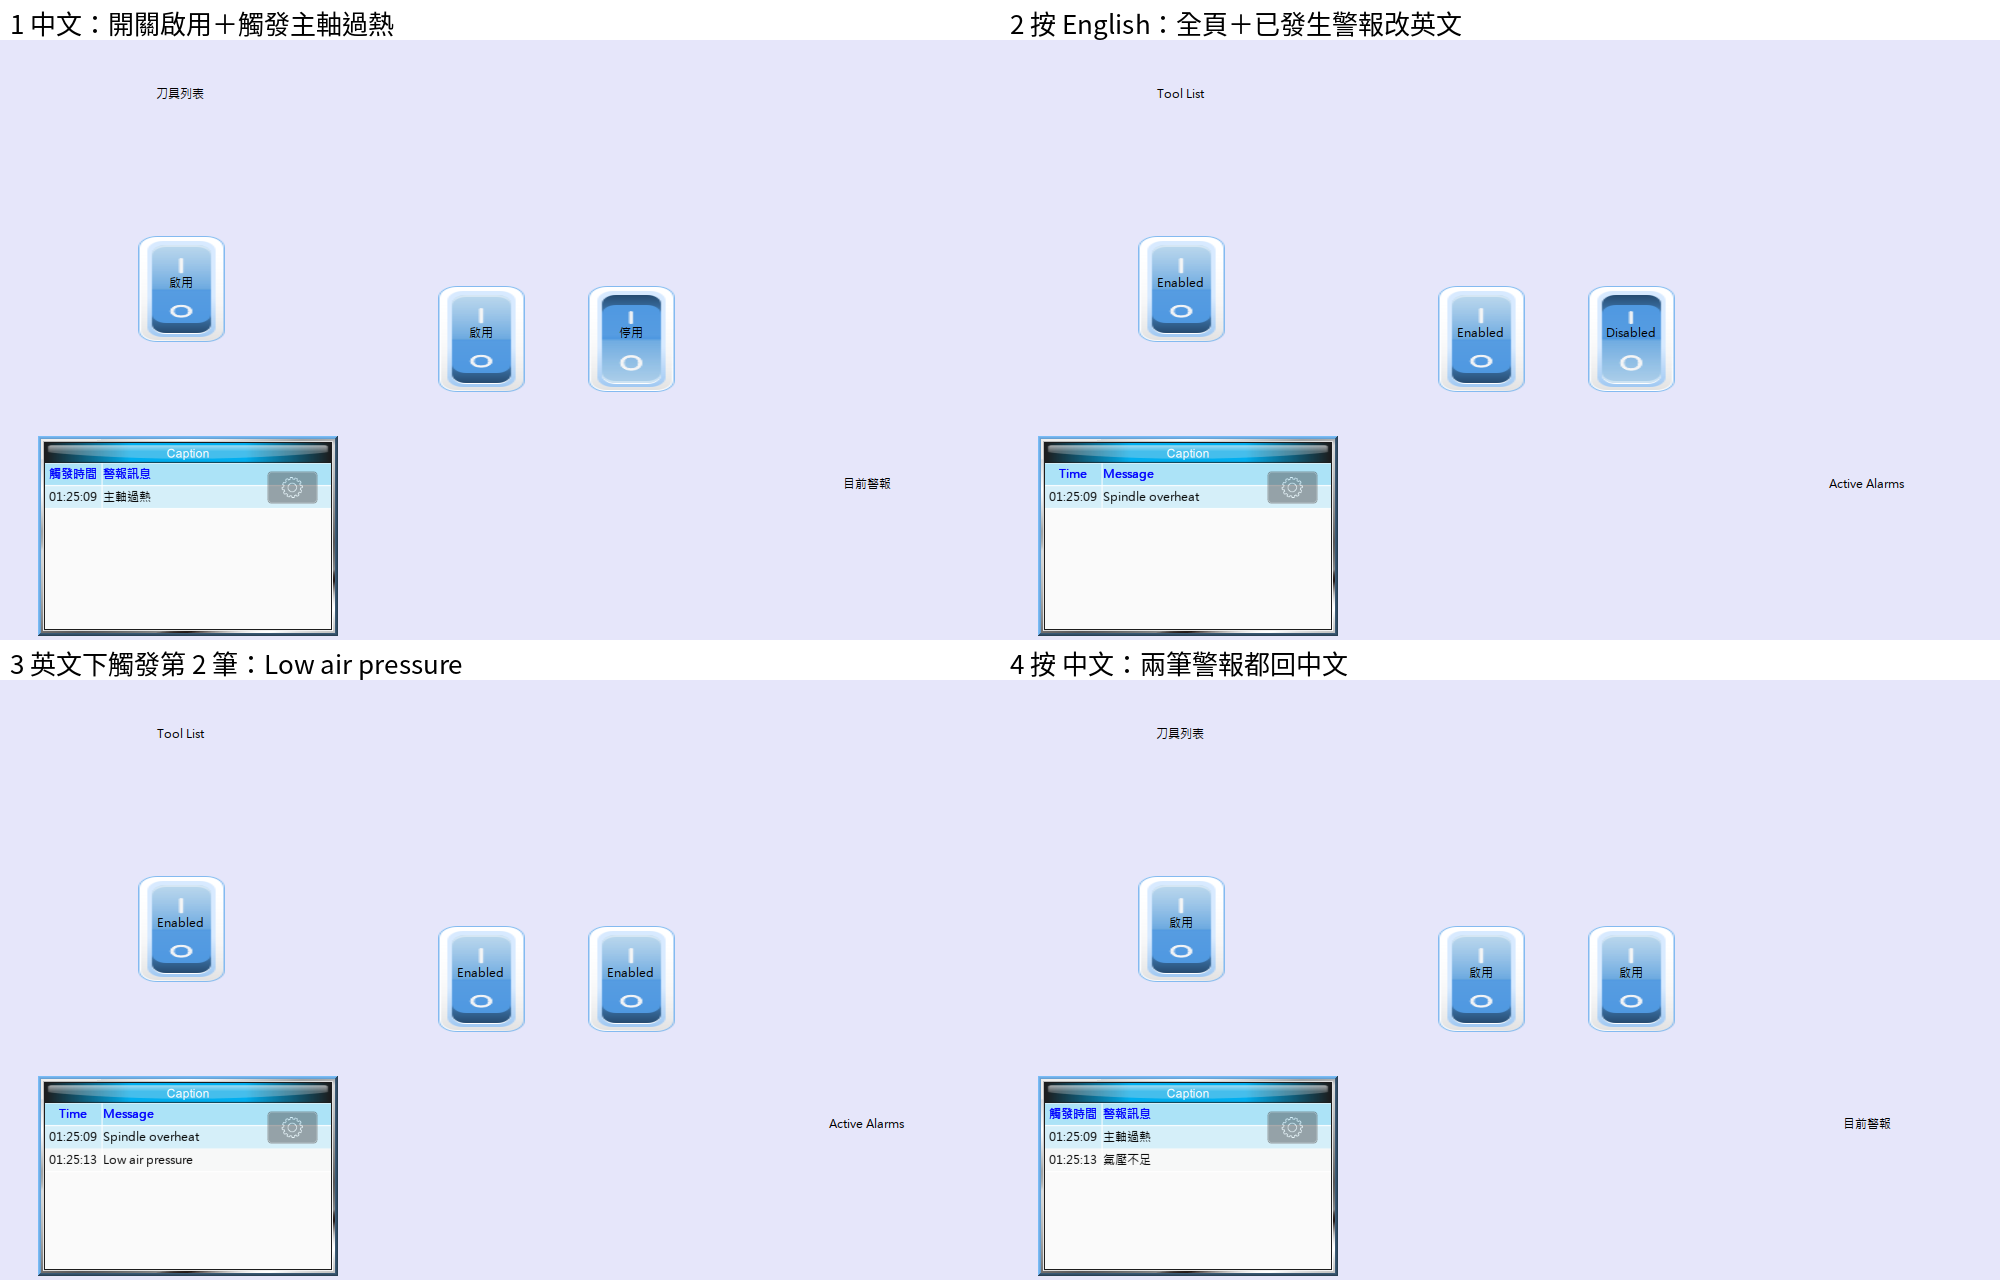 1 中文：開關啟用＋觸發主軸過熱
刀具列表
啟用
啟用
停用
Caption
觸發時間 警報訊息
01:25:09 主軸過熱
目前警報
2 按 English：全頁＋已發生警報改英文
Tool List
Enabled
Enabled
Disabled
Caption
Time Message
01:25:09 Spindle overheat
Active Alarms
3 英文下觸發第 2 筆：Low air pressure
Tool List
Enabled
Enabled
Enabled
Caption
Time Message
01:25:09 Spindle overheat
01:25:13 Low air pressure
Active Alarms
4 按 中文：兩筆警報都回中文
刀具列表
啟用
啟用
啟用
Caption
觸發時間 警報訊息
01:25:09 主軸過熱
01:25:13 氣壓不足
目前警報